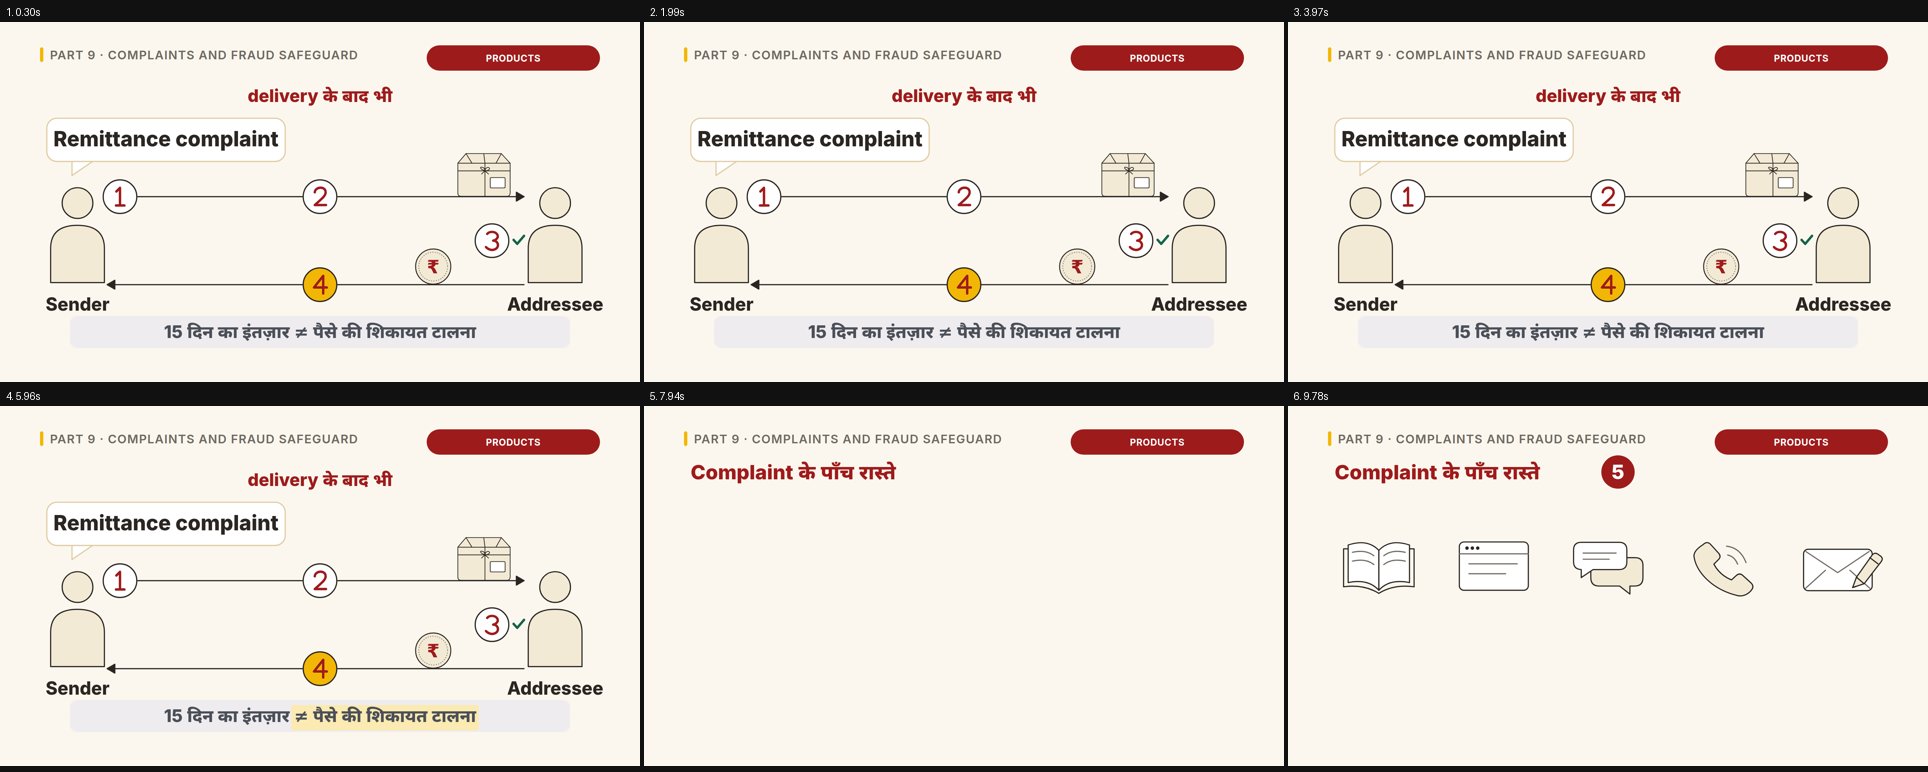 1. 0.30s
PART 9 · COMPLAINTS AND FRAUD SAFEGUARD
PRODUCTS
delivery के बाद भी
Remittance complaint
1
2
3
₹
4
Sender
Addressee
15 दिन का इंतज़ार ≠ पैसे की शिकायत टालना
2. 1.99s
PART 9 · COMPLAINTS AND FRAUD SAFEGUARD
PRODUCTS
delivery के बाद भी
Remittance complaint
1
2
3
₹
4
Sender
Addressee
15 दिन का इंतज़ार ≠ पैसे की शिकायत टालना
3. 3.97s
PART 9 · COMPLAINTS AND FRAUD SAFEGUARD
PRODUCTS
delivery के बाद भी
Remittance complaint
1
2
3
₹
4
Sender
Addressee
15 दिन का इंतज़ार ≠ पैसे की शिकायत टालना
4. 5.96s
PART 9 · COMPLAINTS AND FRAUD SAFEGUARD
PRODUCTS
delivery के बाद भी
Remittance complaint
1
2
3
₹
4
Sender
Addressee
15 दिन का इंतज़ार ≠ पैसे की शिकायत टालना
5. 7.94s
PART 9 · COMPLAINTS AND FRAUD SAFEGUARD
PRODUCTS
Complaint के पाँच रास्ते
6. 9.78s
PART 9 · COMPLAINTS AND FRAUD SAFEGUARD
PRODUCTS
Complaint के पाँच रास्ते
5